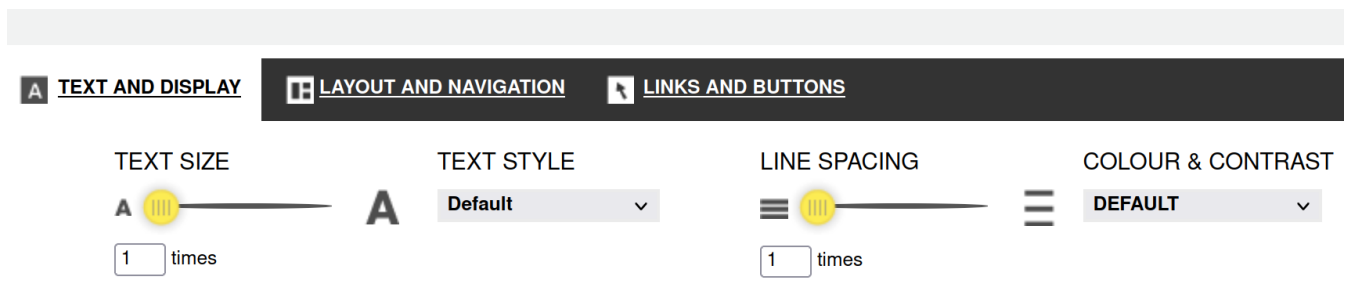 A TEXT AND DISPLAY LAYOUT AND NAVIGATION LINKS AND BUTTONS
TEXT SIZE TEXT STYLE LINE SPACING COLOUR & CONTRAST
A A Default DEFAULT
1 times 1 times